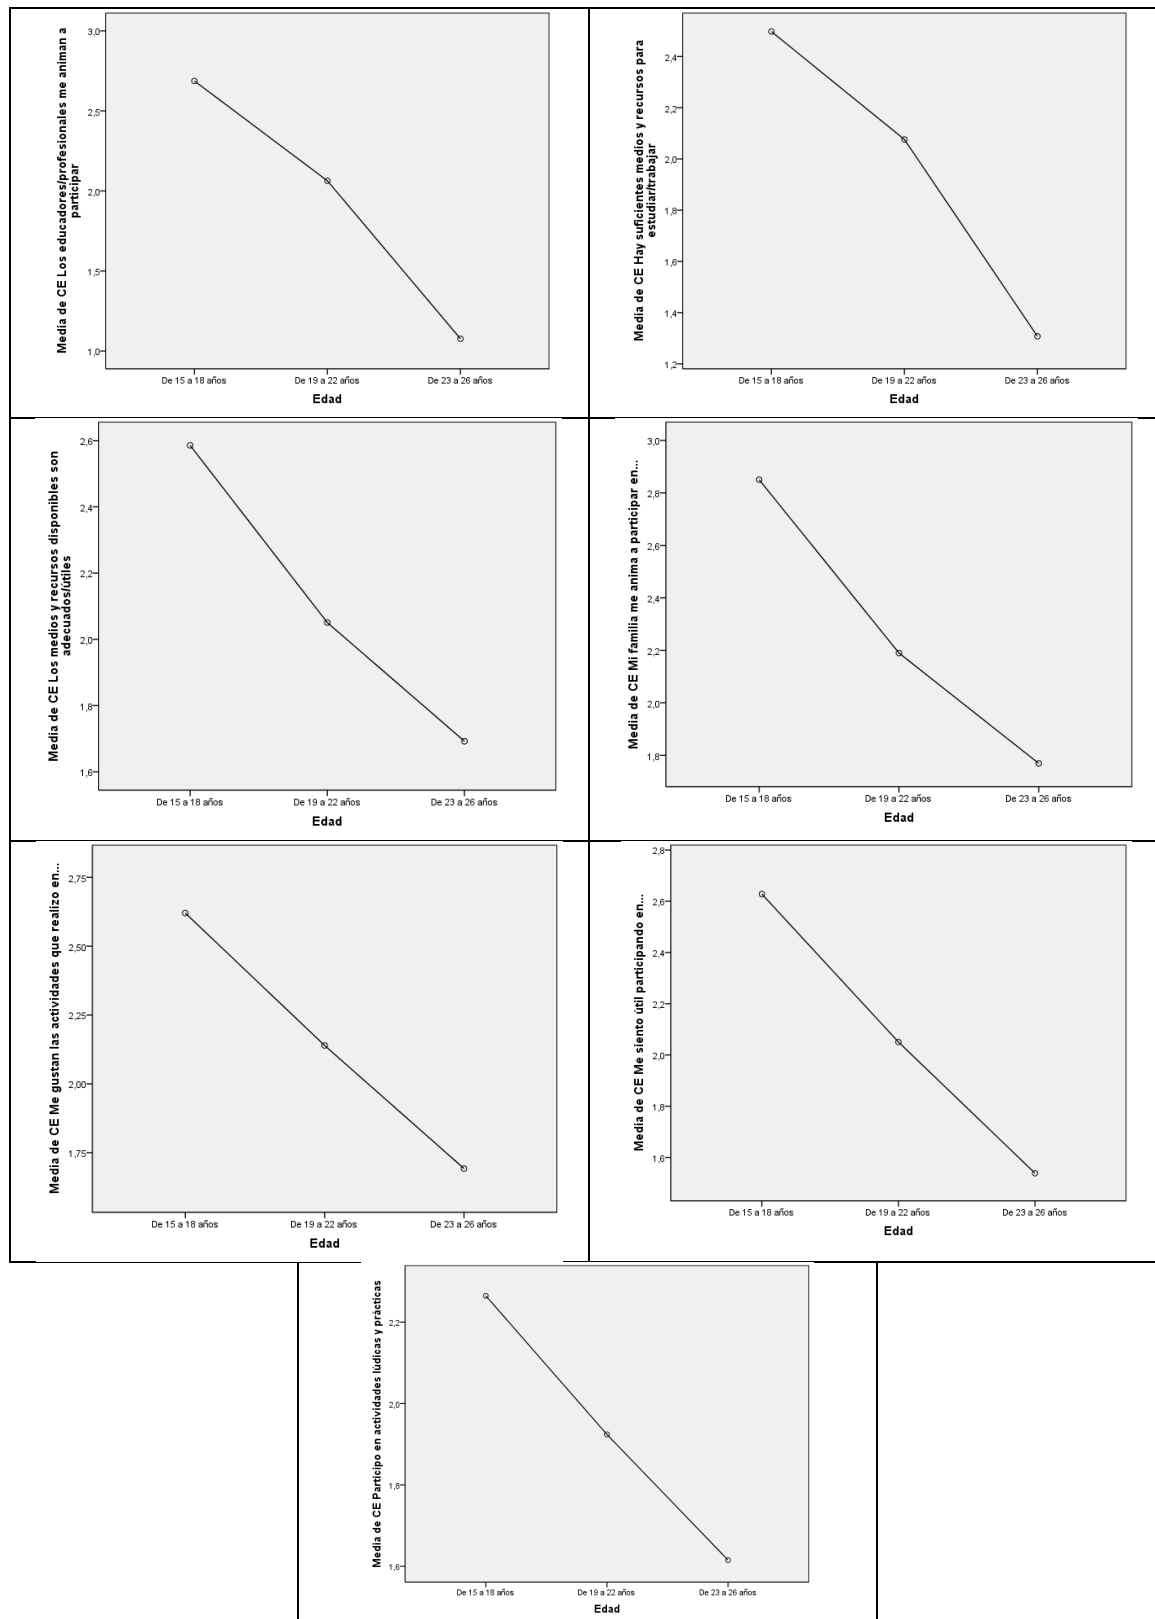 Media de CE Los educadores/profesionales me animan a
participar
3,0
2,5
2,0
1,5
1,0
De 15 a 18 años
De 19 a 22 años
De 23 a 26 años
Edad
Media de CE Hay suficientes medios y recursos para
estudiar/trabajar
2,4
2,2
2,0
1,8
1,6
1,4
1,2
De 15 a 18 años
De 19 a 22 años
De 23 a 26 años
Edad
Media de CE Los medios y recursos disponibles son
adecuados/útiles
2,6
2,4
2,2
2,0
1,8
1,6
De 15 a 18 años
De 19 a 22 años
De 23 a 26 años
Edad
Media de CE Mi familia me anima a participar en...
3,0
2,8
2,6
2,4
2,2
2,0
1,8
De 15 a 18 años
De 19 a 22 años
De 23 a 26 años
Edad
Media de CE Me gustan las actividades que realizo en...
2,75
2,50
2,25
2,00
1,75
De 15 a 18 años
De 19 a 22 años
De 23 a 26 años
Edad
Media de CE Me siento útil participando en...
2,8
2,6
2,4
2,2
2,0
1,8
1,6
De 15 a 18 años
De 19 a 22 años
De 23 a 26 años
Edad
Media de CE Participo en actividades lúdicas y prácticas
2,2
2,0
1,8
1,6
De 15 a 18 años
De 19 a 22 años
De 23 a 26 años
Edad